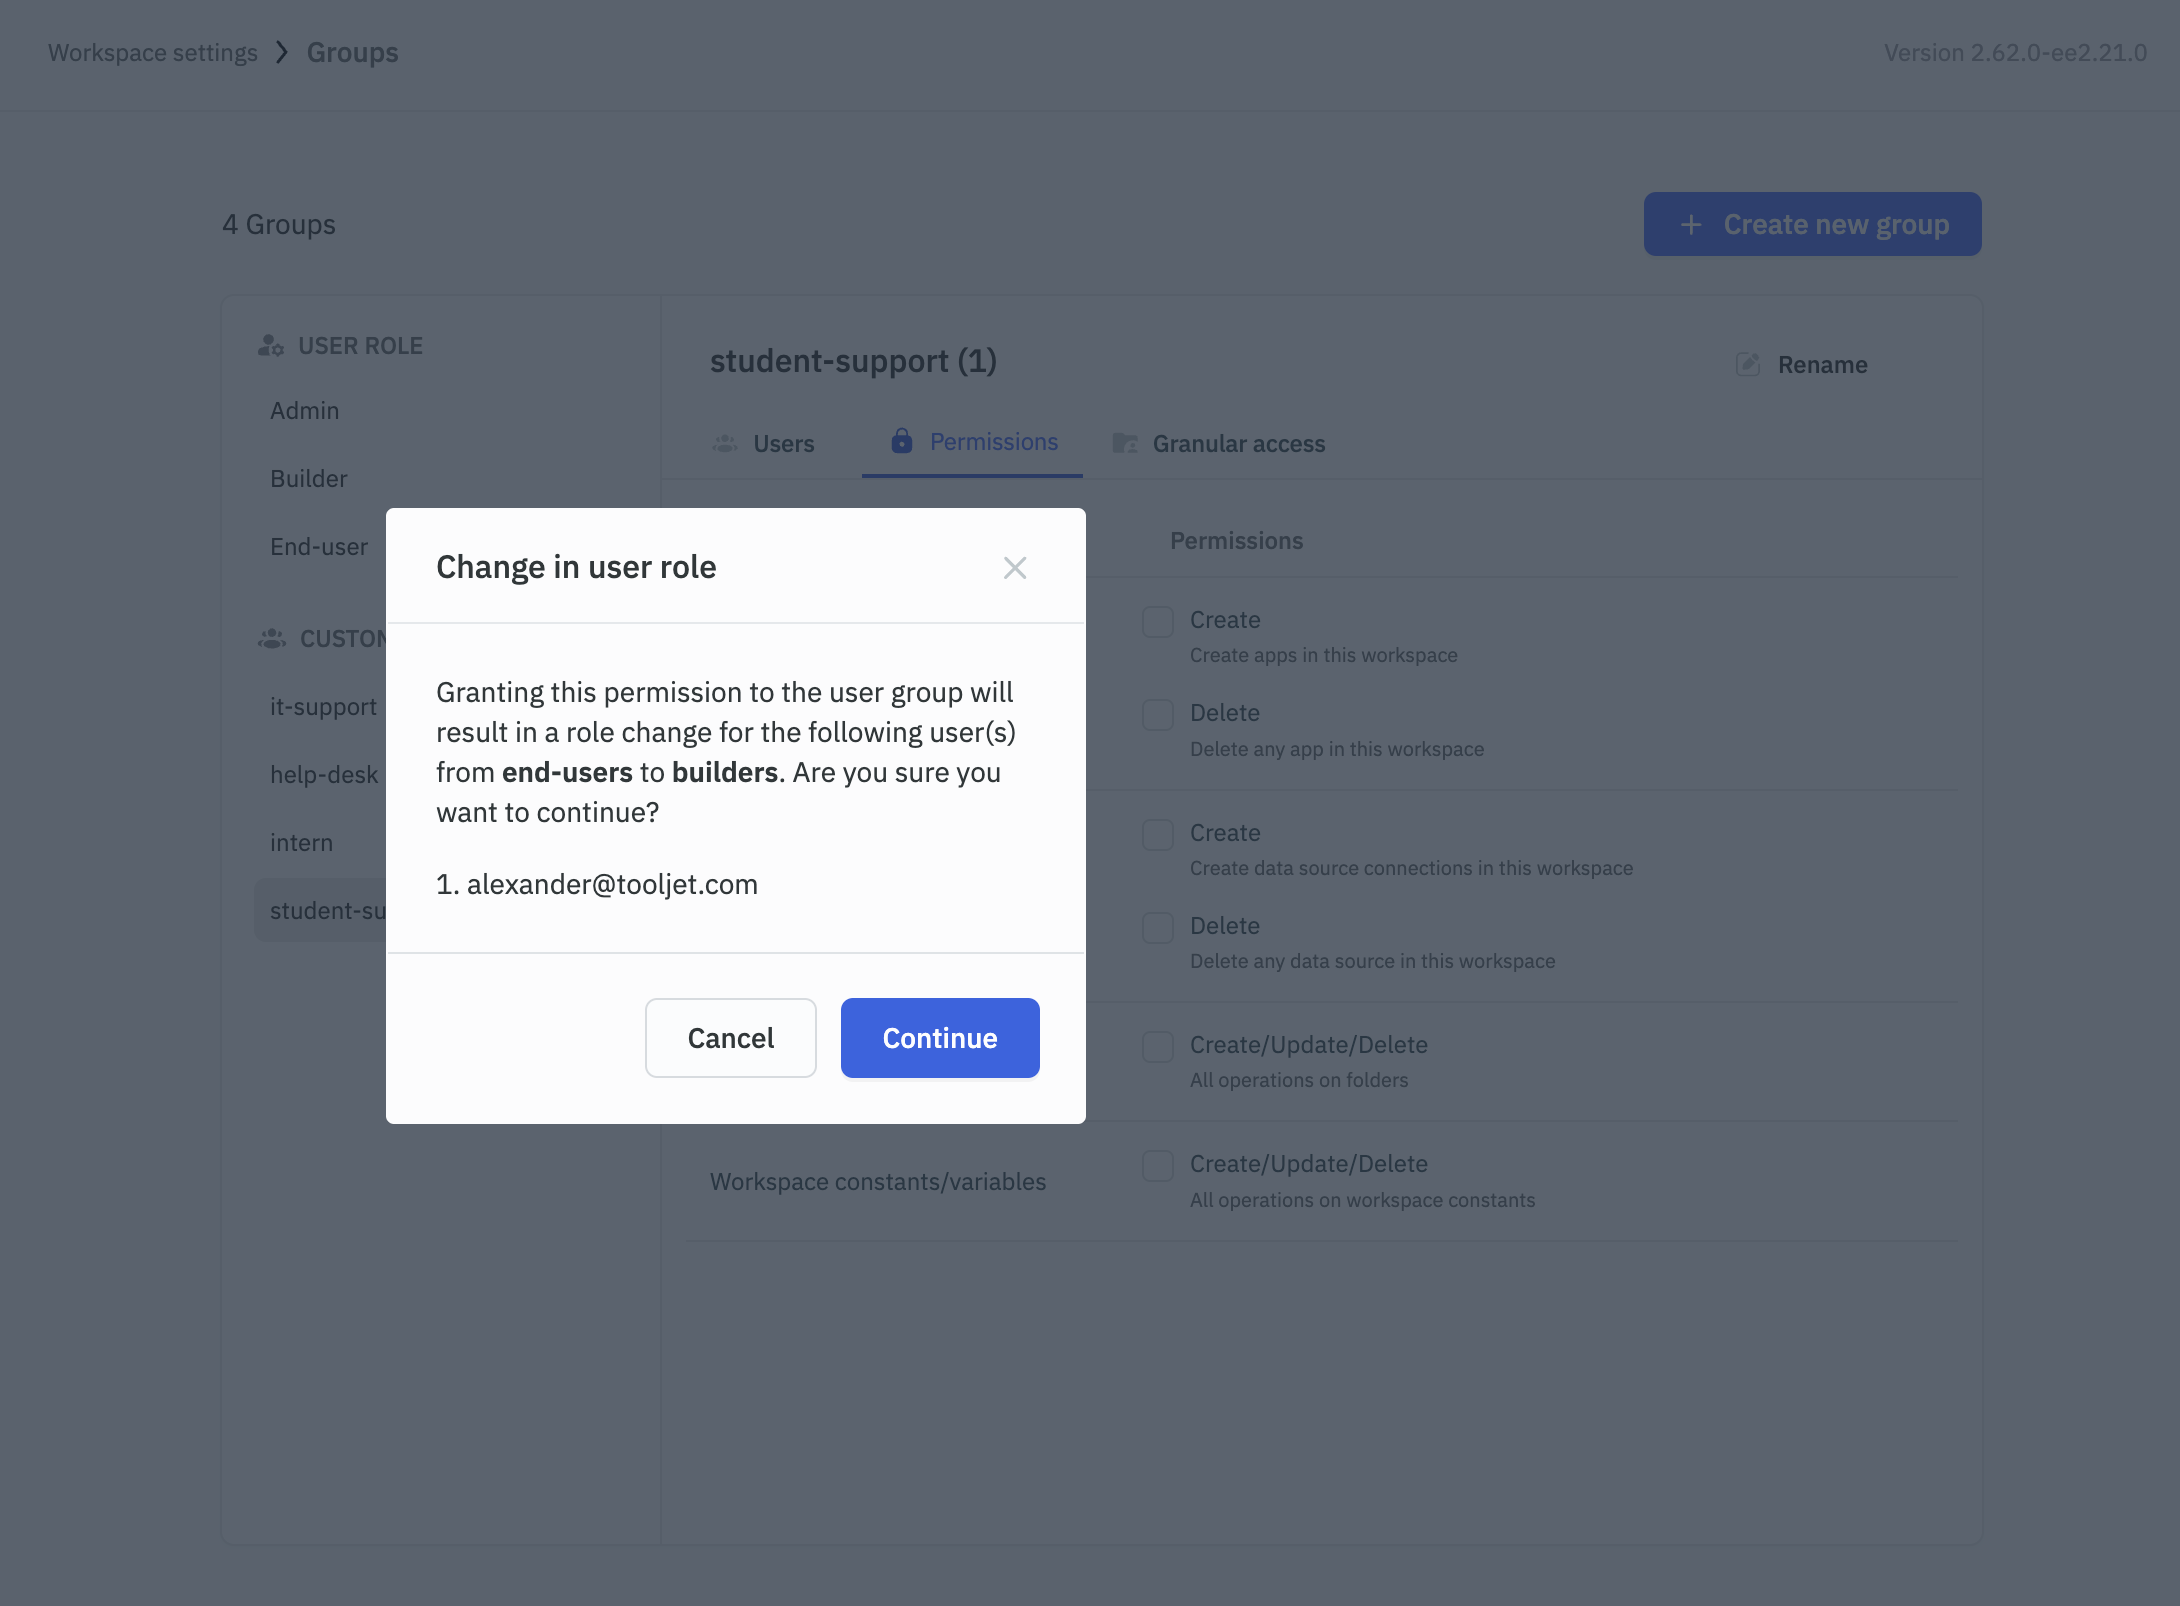 Workspace settings > Groups
Version 2.62.0-ee2.21.0
4 Groups
+ Create new group
USER ROLE
Admin
Builder
End-user
CUSTOM
it-support
help-desk
intern
student-su
student-support (1)
Rename
Users
Permissions
Granular access
Permissions
Create
Create apps in this workspace
Delete
Delete any app in this workspace
Create
Create data source connections in this workspace
Delete
Delete any data source in this workspace
Create/Update/Delete
All operations on folders
Workspace constants/variables
Create/Update/Delete
All operations on workspace constants
Change in user role
Granting this permission to the user group will
result in a role change for the following user(s)
from end-users to builders. Are you sure you
want to continue?
1. alexander@tooljet.com
Cancel
Continue